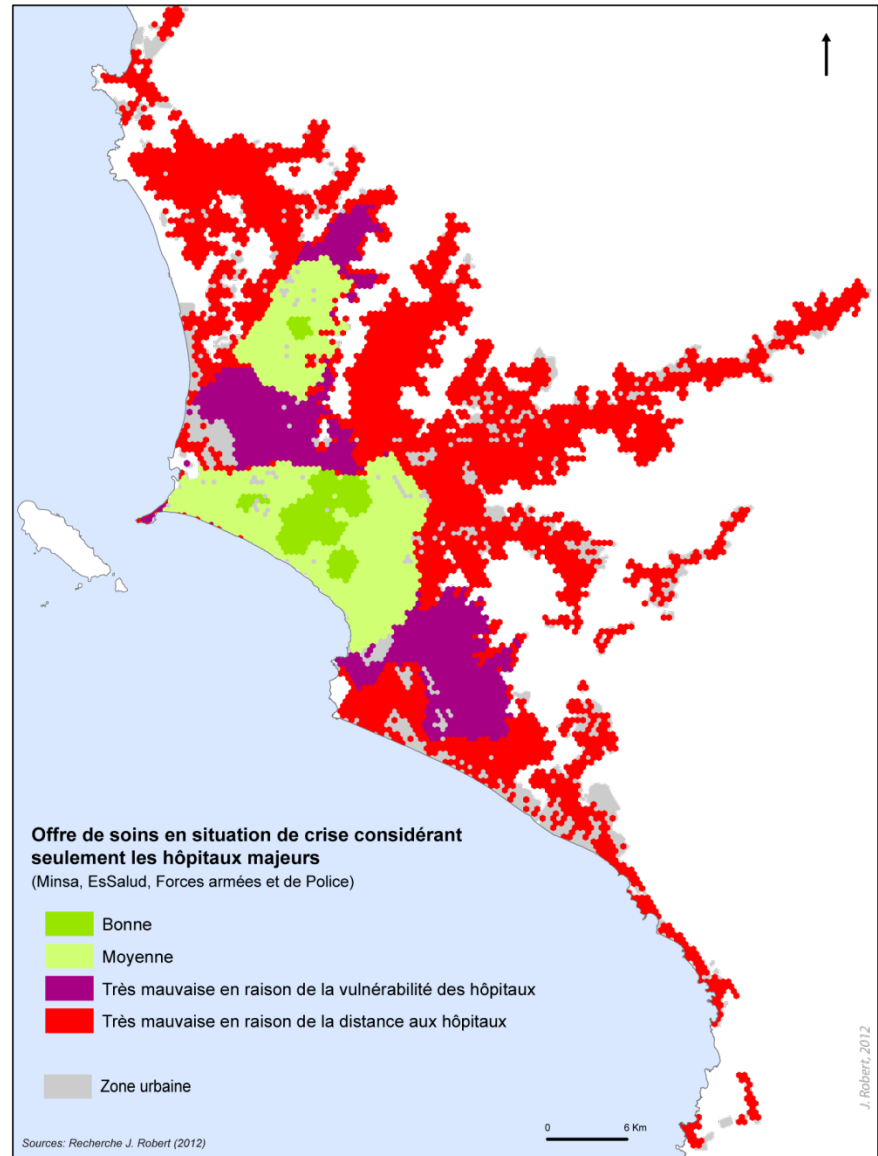 Offre de soins en situation de crise considérant
seulement les hôpitaux majeurs
(Minsa, EsSalud, Forces armées et de Police)
Bonne
Moyenne
Très mauvaise en raison de la vulnérabilité des hôpitaux
Très mauvaise en raison de la distance aux hôpitaux
Zone urbaine
0 6 Km
Sources: Recherche J. Robert (2012)
J. Robert, 2012